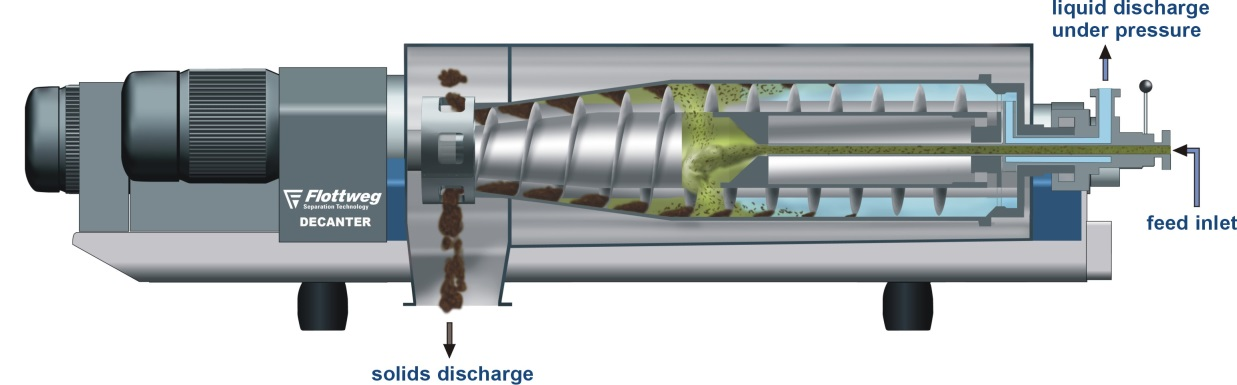 liquid discharge
under pressure
Flottweg
Separation Technology
DECANTER
feed inlet
solids discharge